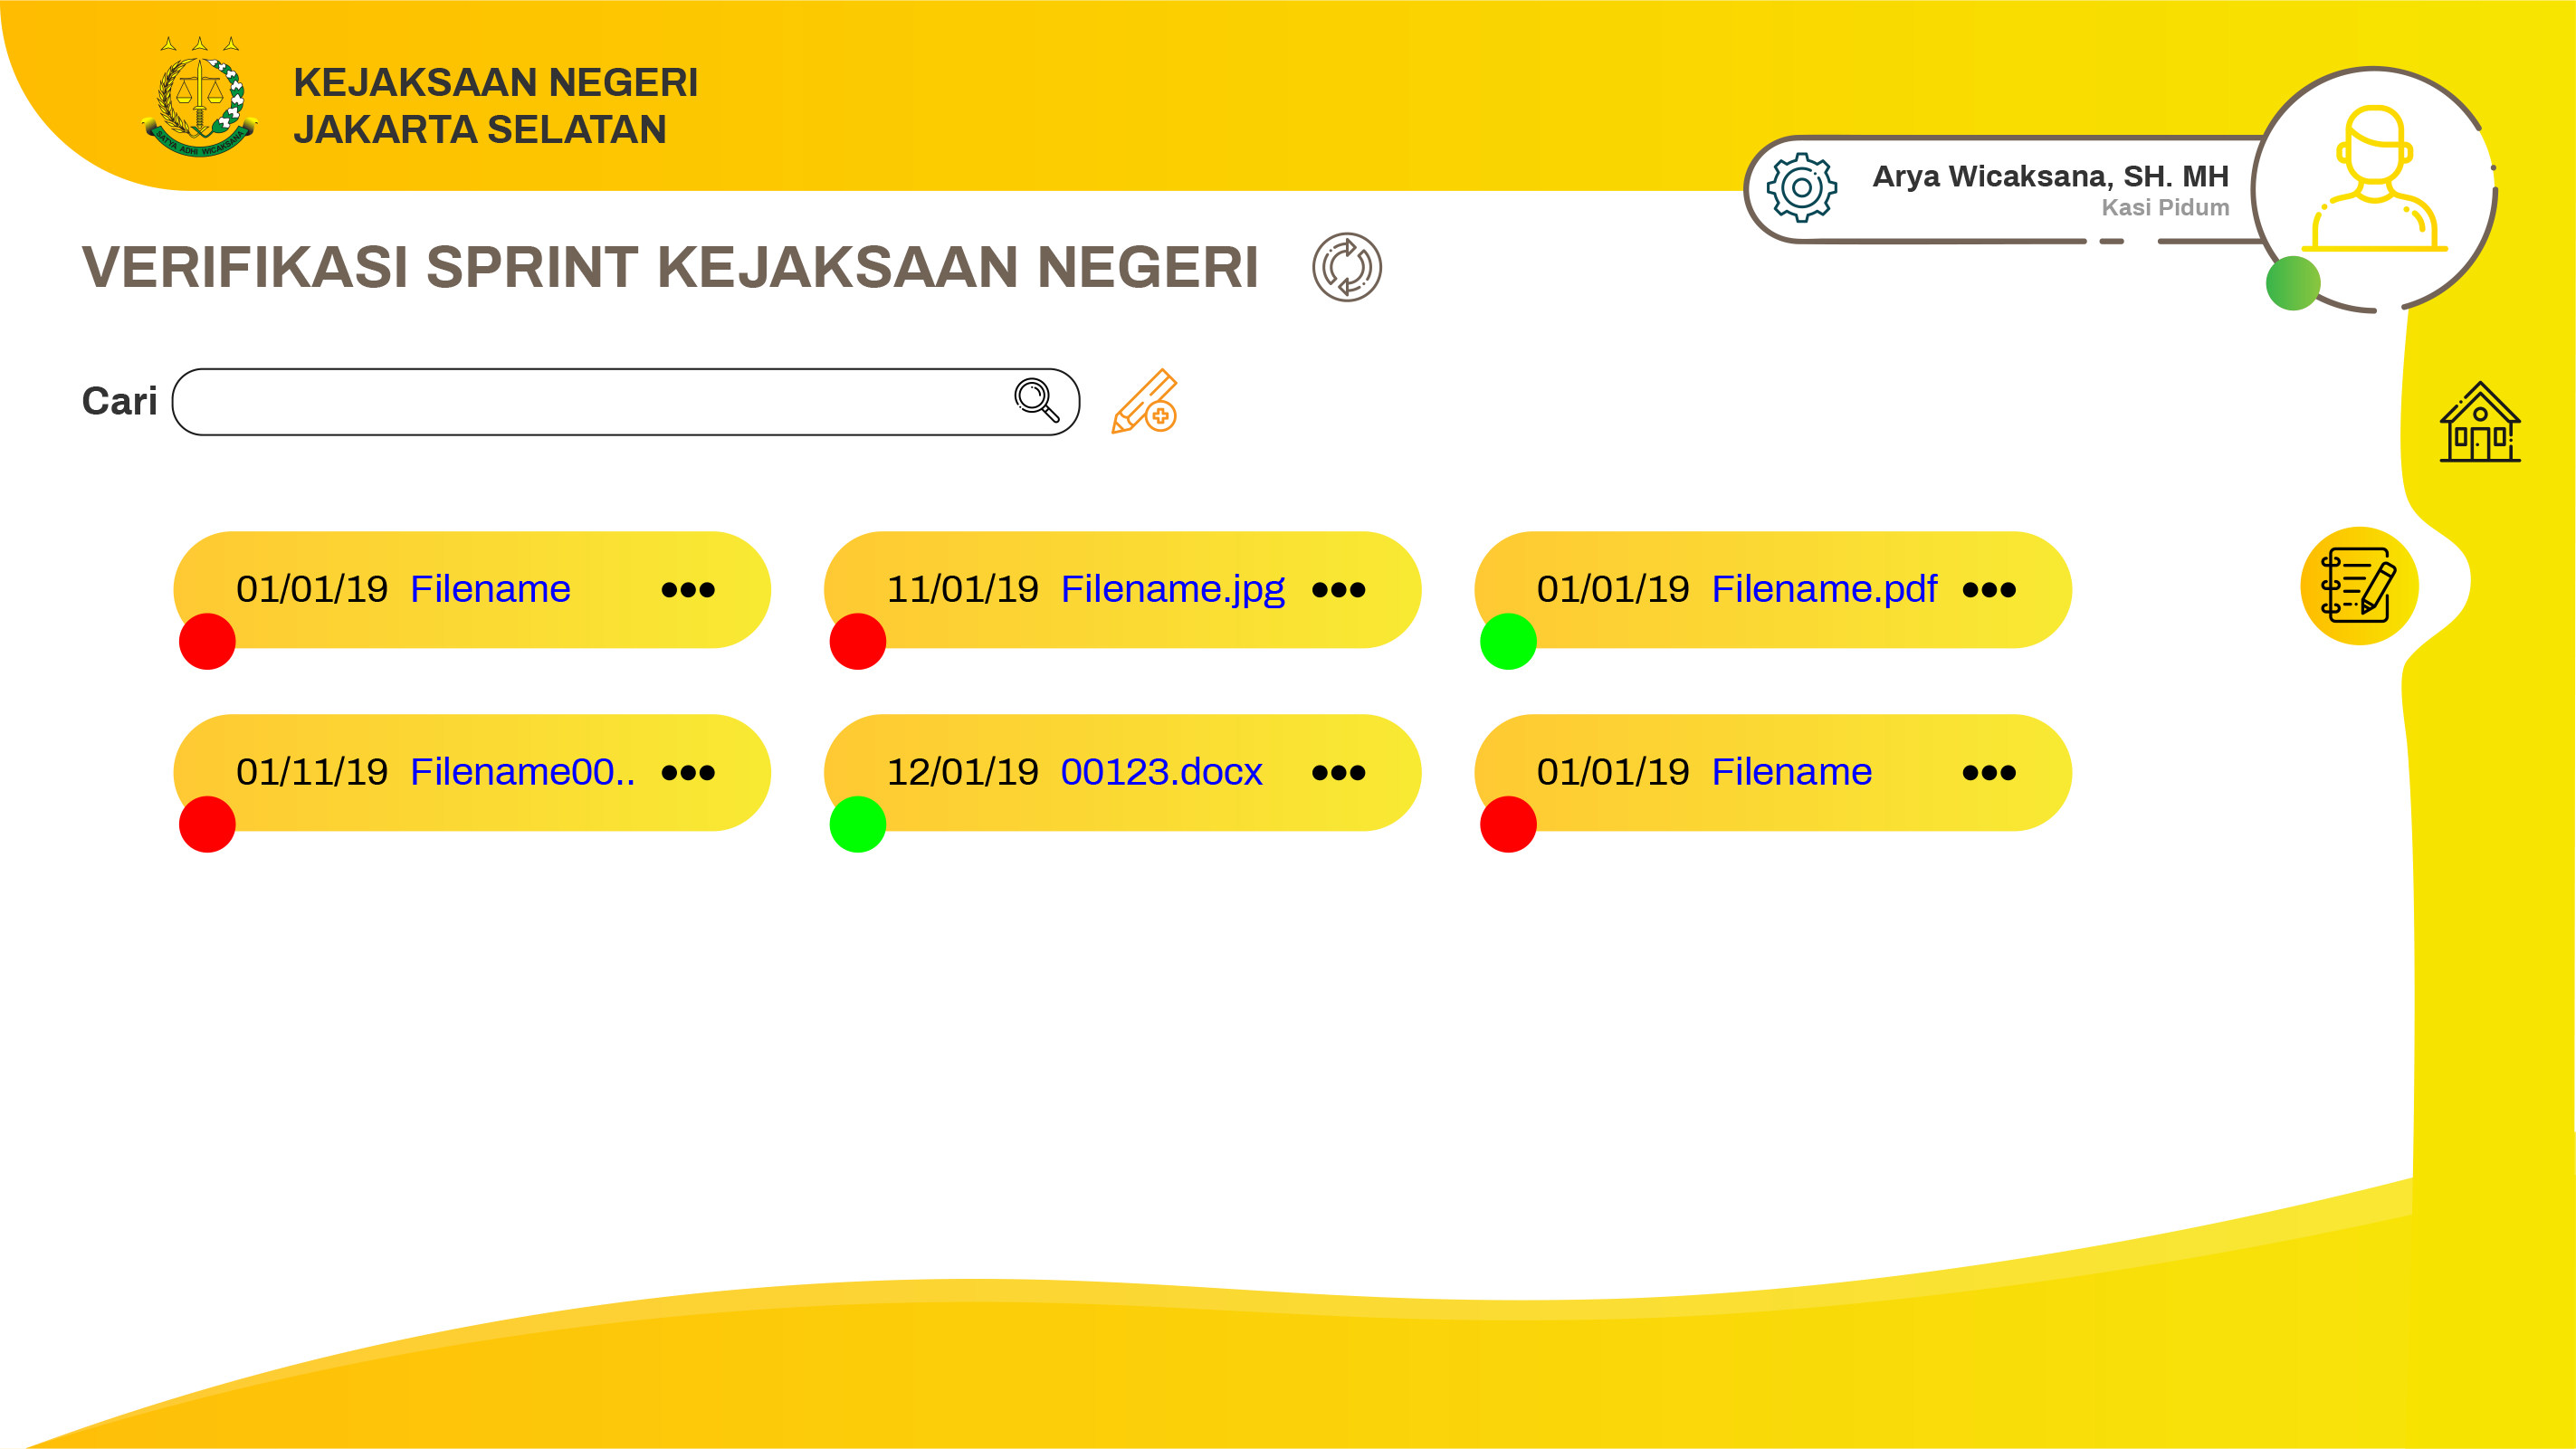 KEJAKSAAN NEGERI
JAKARTA SELATAN
SATYA ADHI WICAKSANA
Arya Wicaksana, SH. MH
Kasi Pidum
VERIFIKASI SPRINT KEJAKSAAN NEGERI
Cari
01/01/19 Filename
11/01/19 Filename.jpg
01/01/19 Filename.pdf
01/11/19 Filename00..
12/01/19 00123.docx
01/01/19 Filename